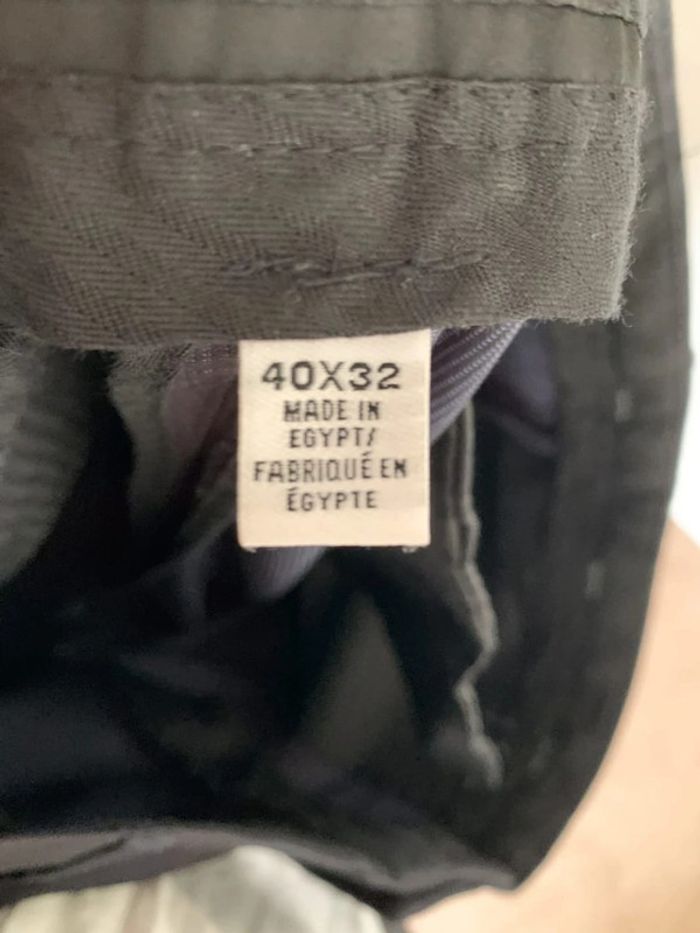 40X32
MADE IN
EGYPT/
FABRIQUÉ EN
ÉGYPTE